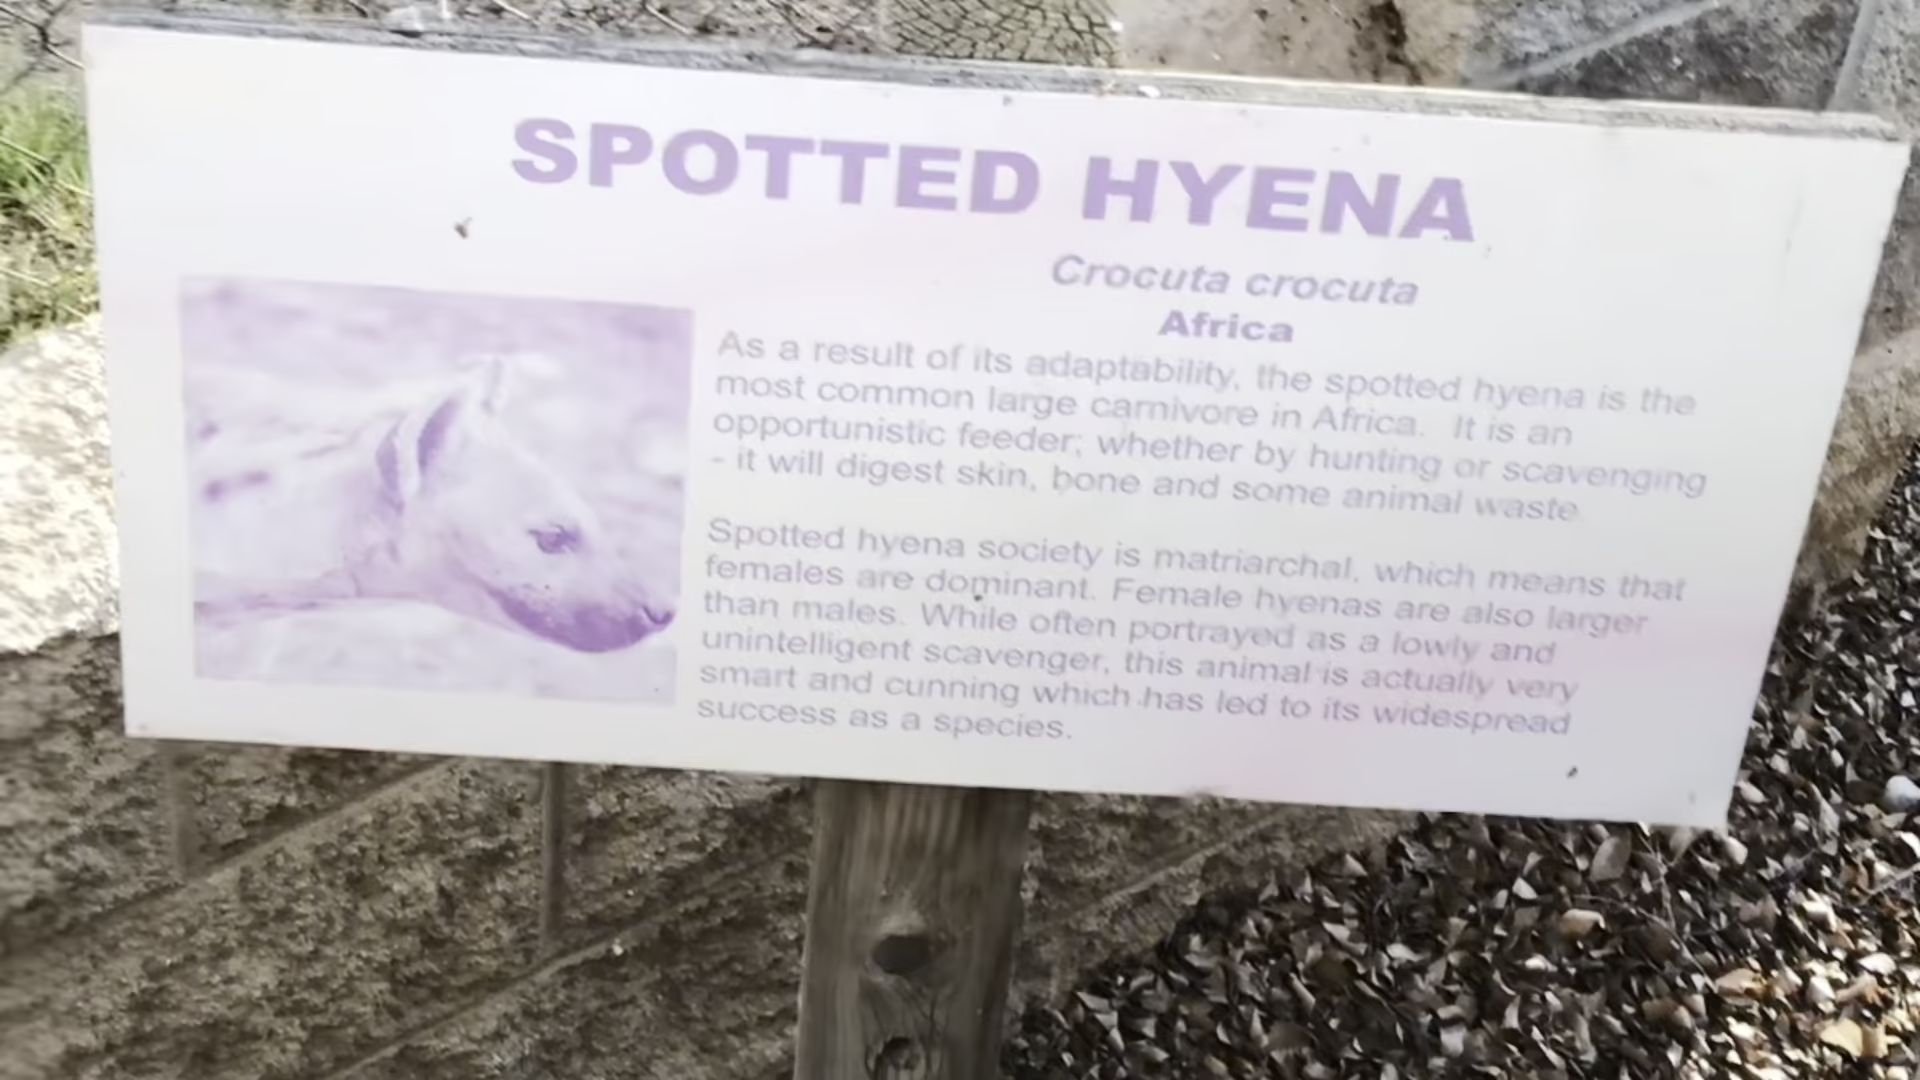 SPOTTED HYENA
Crocuta crocuta
Africa
As a result of its adaptability, the spotted hyena is the
most common large carnivore in Africa. It is an
opportunistic feeder; whether by hunting or scavenging
- it will digest skin, bone and some animal waste
Spotted hyena society is matriarchal, which means that
females are dominant. Female hyenas are also larger
than males. While often portrayed as a lowly and
unintelligent scavenger, this animal is actually very
smart and cunning which has led to its widespread
success as a species.